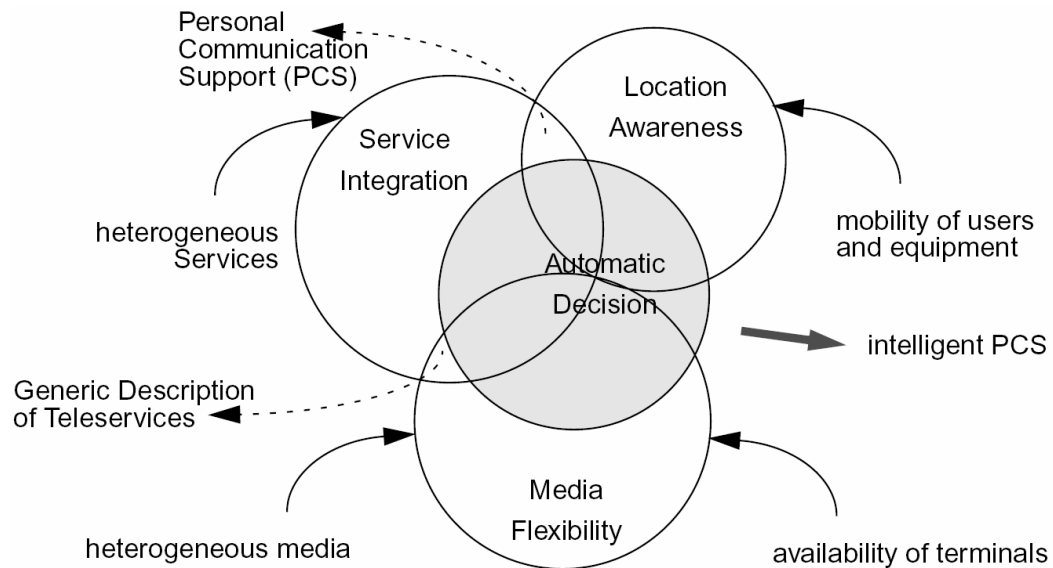 Personal
Communication
Support (PCS)
Location
Awareness
Service
Integration
heterogeneous
Services
mobility of users
and equipment
Automatic
Decision
intelligent PCS
Generic Description
of Teleservices
Media
Flexibility
heterogeneous media
availability of terminals